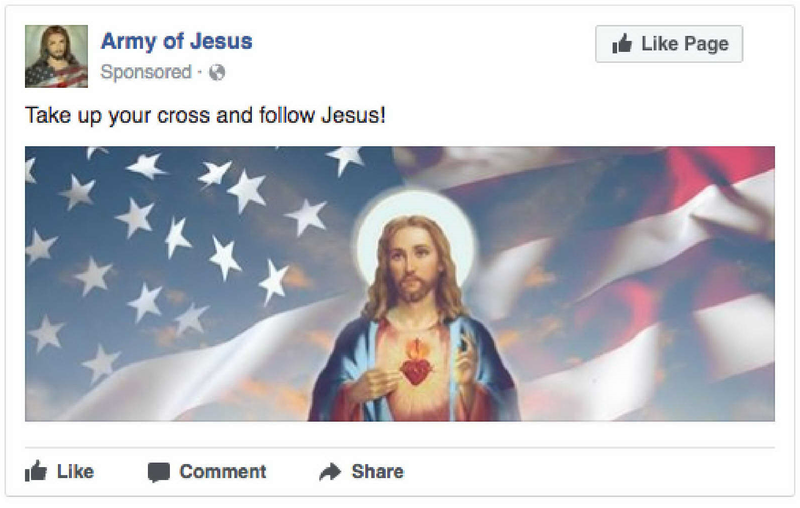 Army of Jesus
Like Page
Sponsored ·
Take up your cross and follow Jesus!
Like Comment Share